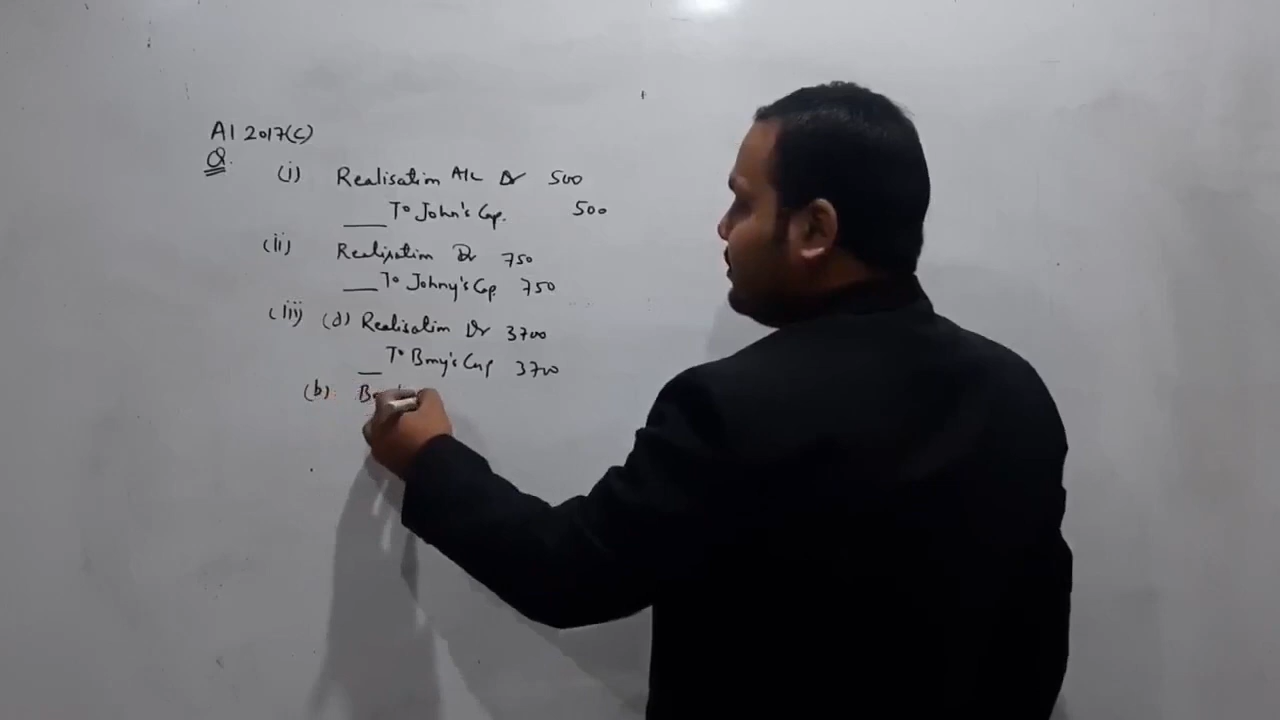 AI 2017(C)
Q.
(i) Realisation A/c Dr 500
To John's Cap. 500
(ii) Realisation Dr 750
To Johny's Cap 750
(iii) (a) Realisation Dr 3700
To Bony's Cap 3700
(b)